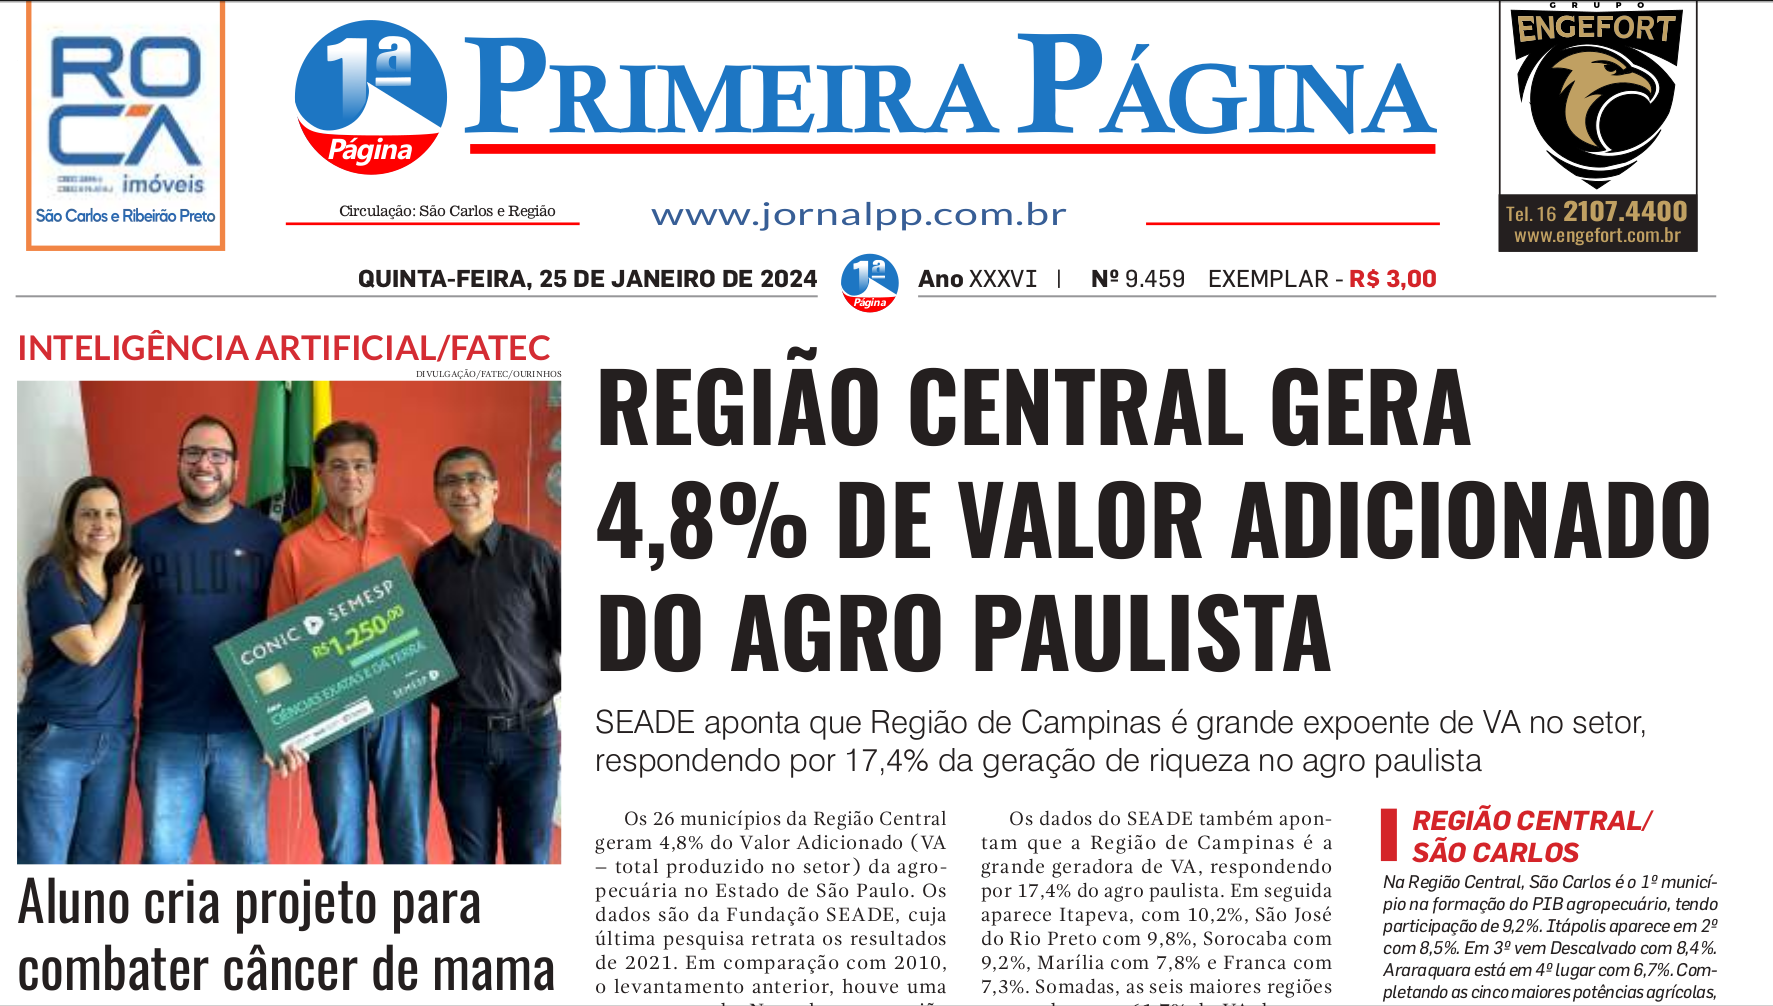 ROCA
imóveis
São Carlos e Ribeirão Preto
1ª
Página
PRIMEIRA PÁGINA
Circulação: São Carlos e Região
www.jornalpp.com.br
GRUPO
ENGEFORT
Tel. 16 2107.4400
www.engefort.com.br
QUINTA-FEIRA, 25 DE JANEIRO DE 2024
1ª
Página
Ano XXXVI | Nº 9.459 EXEMPLAR - R$ 3,00
INTELIGÊNCIA ARTIFICIAL/FATEC
DIVULGAÇÃO/FATEC/OURINHOS
CONIC SEMESP
R$1.250,00
CIÊNCIAS EXATAS E DA TERRA
SEMESP
Aluno cria projeto para
combater câncer de mama
REGIÃO CENTRAL GERA
4,8% DE VALOR ADICIONADO
DO AGRO PAULISTA
SEADE aponta que Região de Campinas é grande expoente de VA no setor,
respondendo por 17,4% da geração de riqueza no agro paulista
Os 26 municípios da Região Central
geram 4,8% do Valor Adicionado (VA
– total produzido no setor) da agro-
pecuária no Estado de São Paulo. Os
dados são da Fundação SEADE, cuja
última pesquisa retrata os resultados
de 2021. Em comparação com 2010,
o levantamento anterior, houve uma
Os dados do SEADE também apon-
tam que a Região de Campinas é a
grande geradora de VA, respondendo
por 17,4% do agro paulista. Em seguida
aparece Itapeva, com 10,2%, São José
do Rio Preto com 9,8%, Sorocaba com
9,2%, Marília com 7,8% e Franca com
7,3%. Somadas, as seis maiores regiões
REGIÃO CENTRAL/
SÃO CARLOS
Na Região Central, São Carlos é o 1º municí-
pio na formação do PIB agropecuário, tendo
participação de 9,2%. Itápolis aparece em 2º
com 8,5%. Em 3º vem Descalvado com 8,4%.
Araraquara está em 4º lugar com 6,7%. Com-
pletando as cinco maiores potências agrícolas,